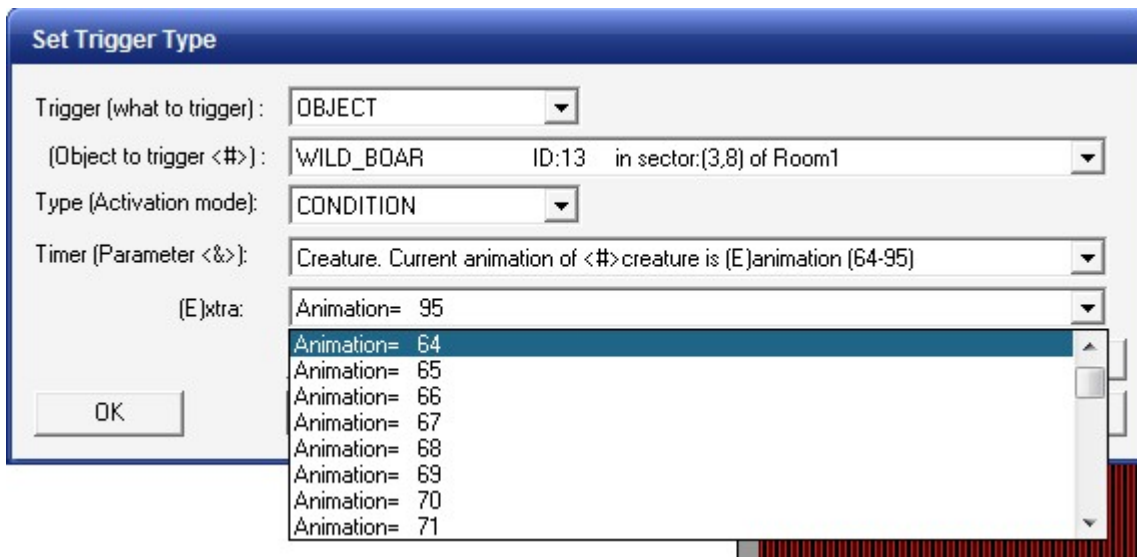 Set Trigger Type
Trigger (what to trigger) : OBJECT
(Object to trigger <#>) : WILD_BOAR ID:13 in sector:(3,8) of Room1
Type (Activation mode): CONDITION
Timer (Parameter <&>): Creature. Current animation of <#>creature is (E)animation (64-95)
(E)xtra: Animation= 95
Animation= 64
Animation= 65
Animation= 66
Animation= 67
Animation= 68
Animation= 69
Animation= 70
Animation= 71
OK